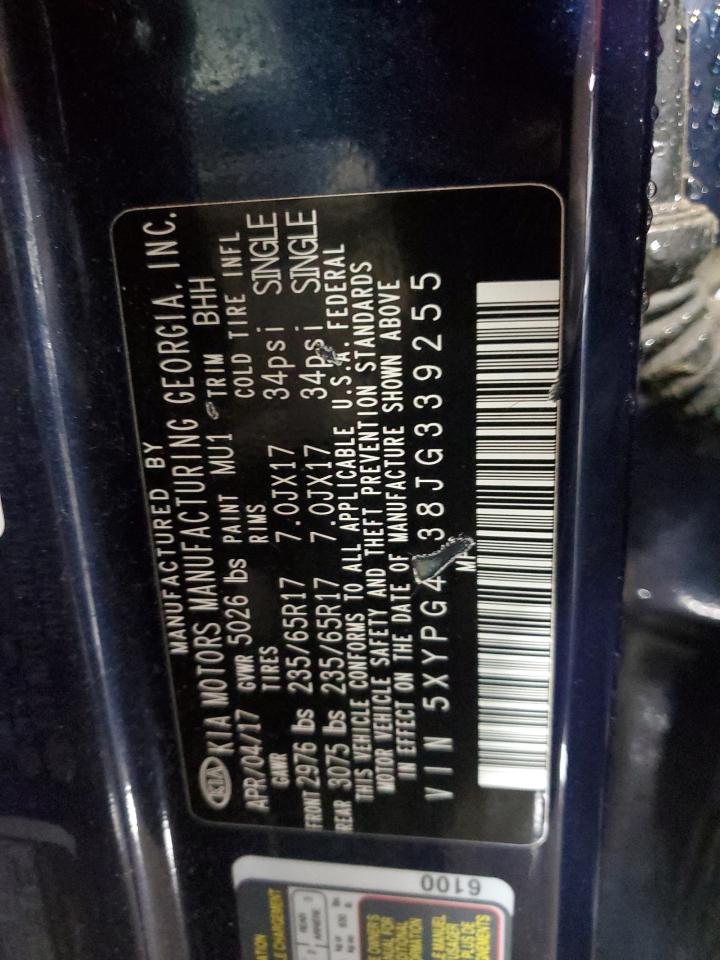 MANUFACTURED BY
KIA KIA MOTORS MANUFACTURING GEORGIA, INC.
APR/04/17 GVWR 5026 lbs PAINT MU1 TRIM BHH
GAWR TIRES RIMS COLD TIRE INFL
FRONT 2976 lbs 235/65R17 7.0JX17 34psi SINGLE
REAR 3075 lbs 235/65R17 7.0JX17 34psi SINGLE
THIS VEHICLE CONFORMS TO ALL APPLICABLE U.S.A. FEDERAL
MOTOR VEHICLE SAFETY AND THEFT PREVENTION STANDARDS
IN EFFECT ON THE DATE OF MANUFACTURE SHOWN ABOVE
VIN 5XYPG4 38JG339255
6100